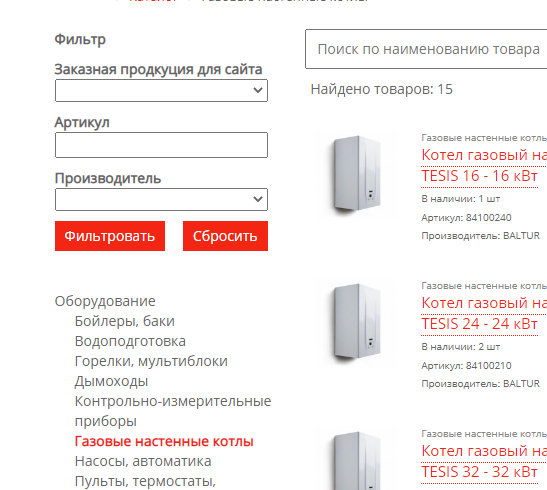 Фильтр
Заказная продкуция для сайта
Артикул
Производитель
Фильтровать
Сбросить
Оборудование
Бойлеры, баки
Водоподготовка
Горелки, мультиблоки
Дымоходы
Контрольно-измерительные
приборы
Газовые настенные котлы
Насосы, автоматика
Пульты, термостаты,
Поиск по наименованию товара
Найдено товаров: 15
Газовые настенные котлы
Котел газовый на
TESIS 16 - 16 кВт
В наличии: 1 шт
Артикул: 84100240
Производитель: BALTUR
Газовые настенные котлы
Котел газовый на
TESIS 24 - 24 кВт
В наличии: 2 шт
Артикул: 84100210
Производитель: BALTUR
Газовые настенные котлы
Котел газовый на
TESIS 32 - 32 кВт